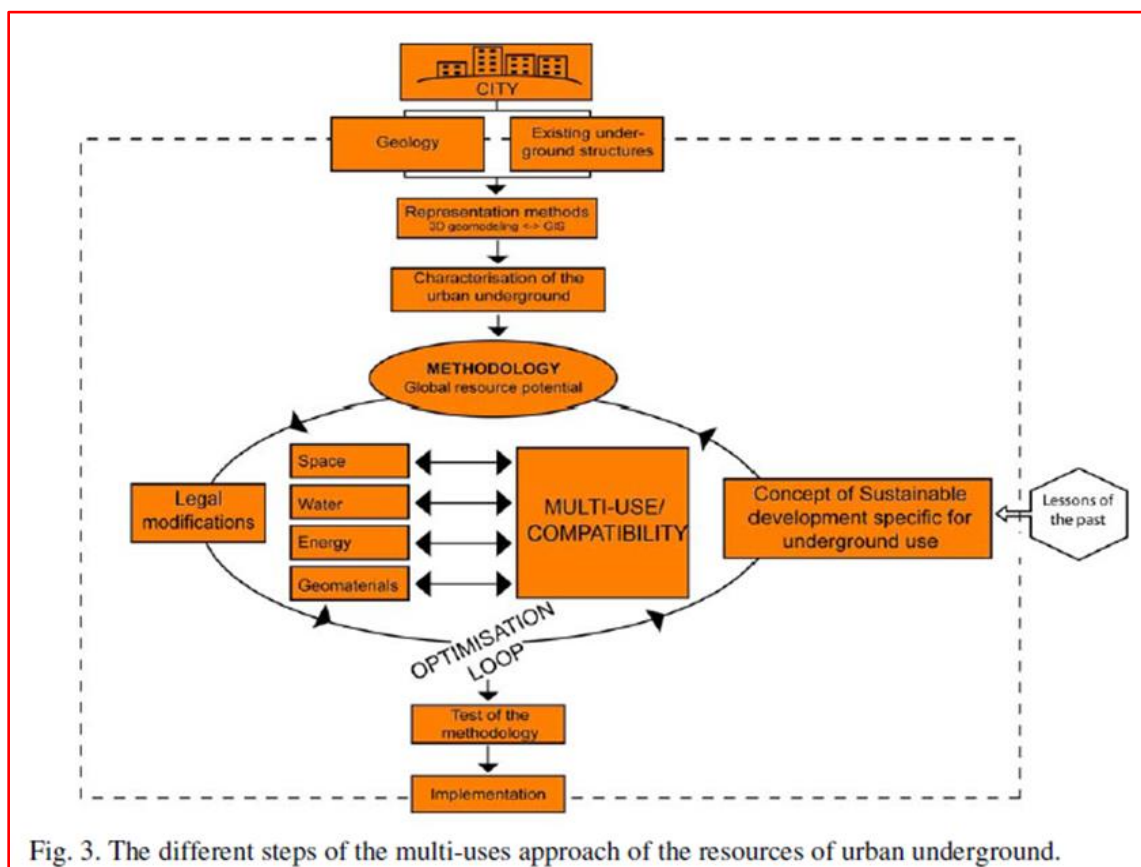 CITY
Geology
Existing under-
ground structures
Representation methods
3D geomodeling <-> GIS
Characterisation of the
urban underground
METHODOLOGY
Global resource potential
Space
Water
Energy
Geomaterials
MULTI-USE/
COMPATIBILITY
Legal
modifications
Concept of Sustainable
development specific for
underground use
Lessons of
the past
OPTIMISATION
LOOP
Test of the
methodology
Implementation
Fig. 3. The different steps of the multi-uses approach of the resources of urban underground.